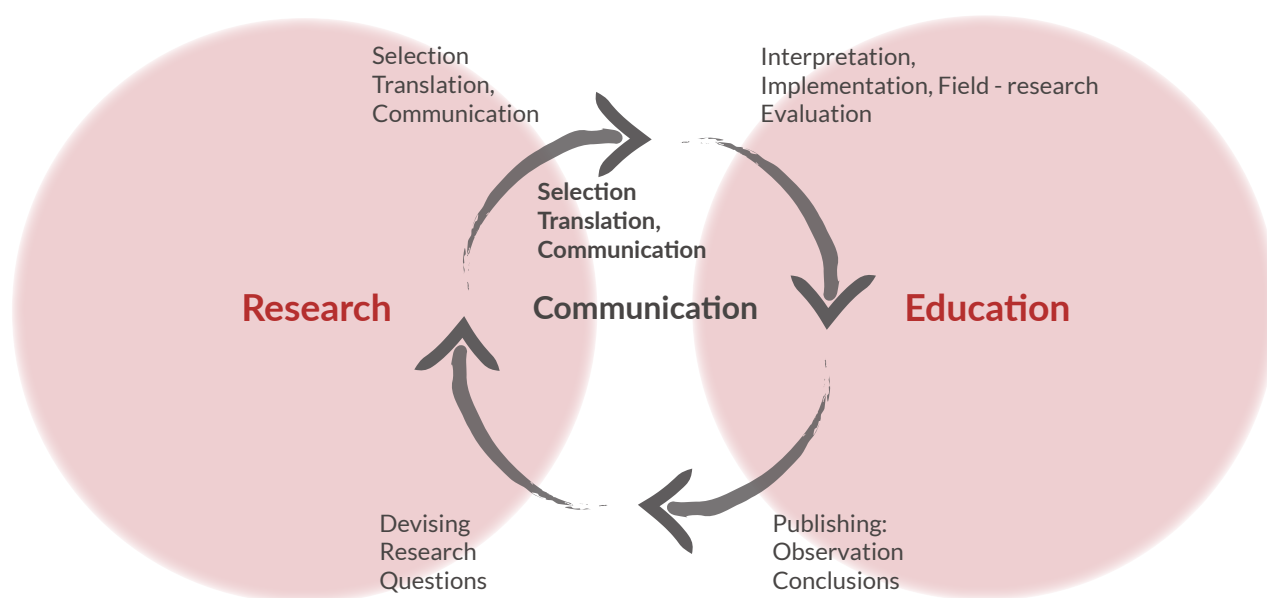 Selection
Translation,
Communication
Interpretation,
Implementation, Field - research
Evaluation
Selection
Translation,
Communication
Research
Communication
Education
Devising
Research
Questions
Publishing:
Observation
Conclusions